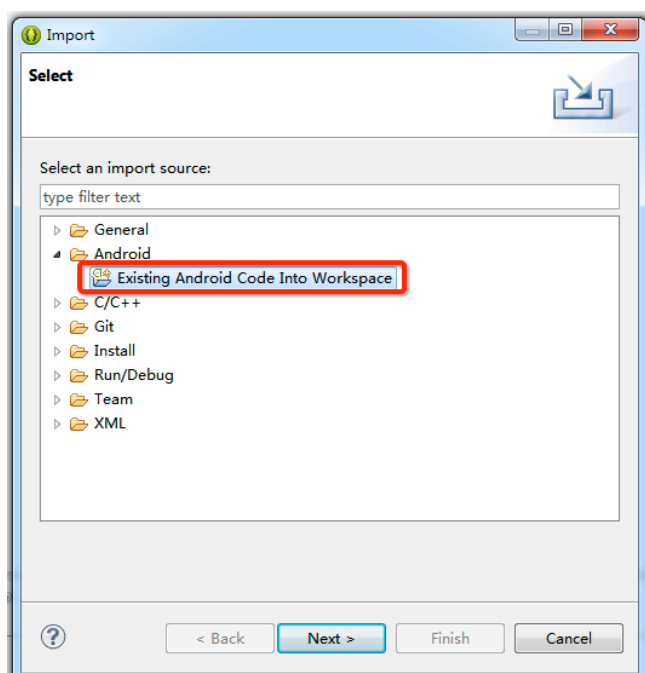 Import
Select
Select an import source:
type filter text
General
Android
Existing Android Code Into Workspace
C/C++
Git
Install
Run/Debug
Team
XML
?
< Back Next > Finish Cancel